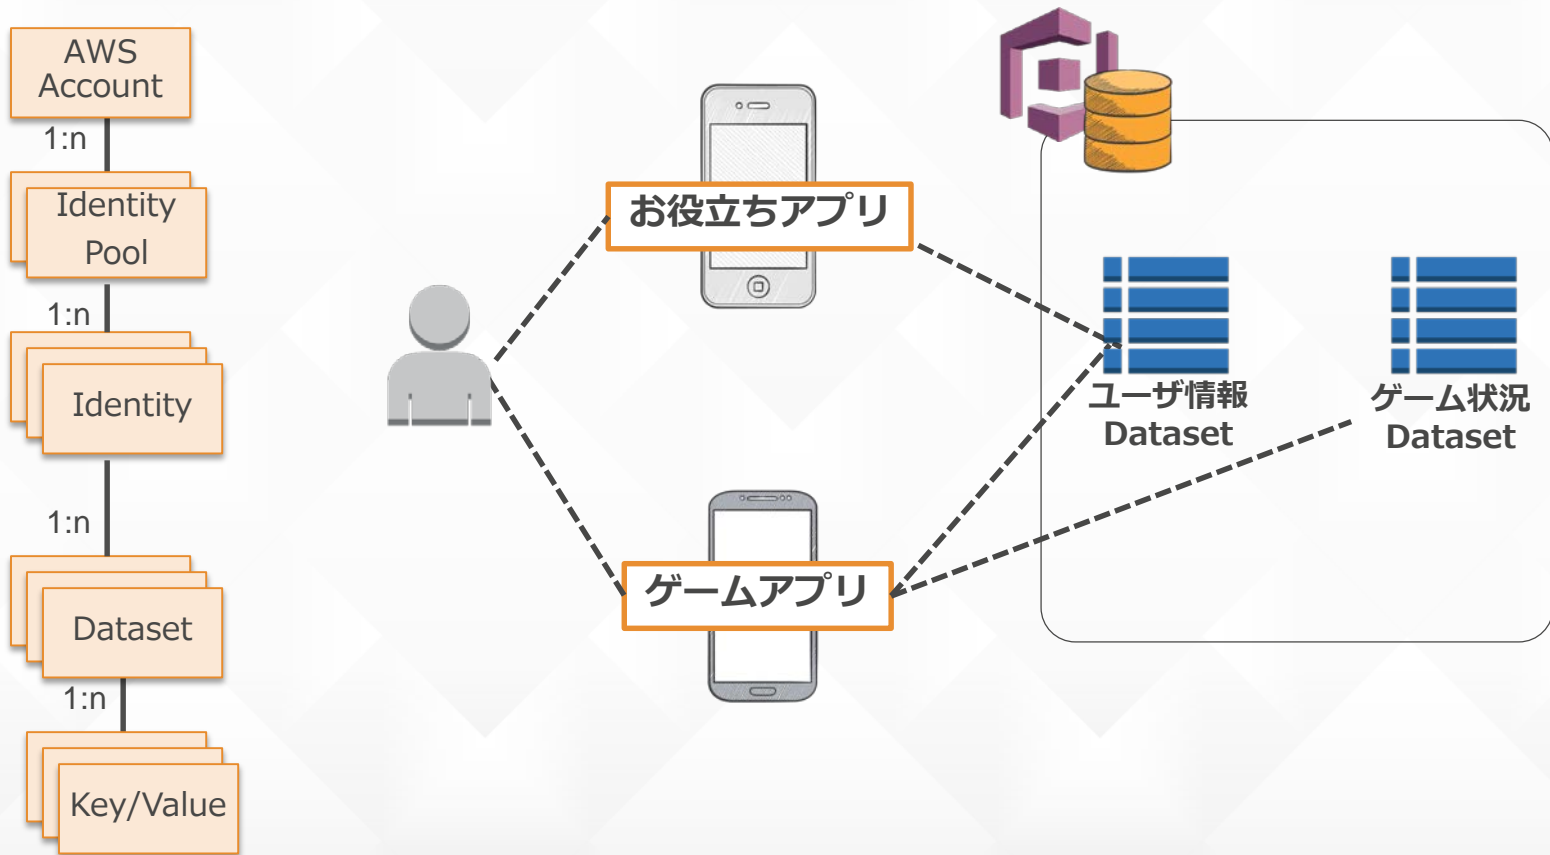 AWS
Account
1:n
Identity
Pool
1:n
Identity
1:n
Dataset
1:n
Key/Value
お役立ちアプリ
ゲームアプリ
ユーザ情報
Dataset
ゲーム状況
Dataset